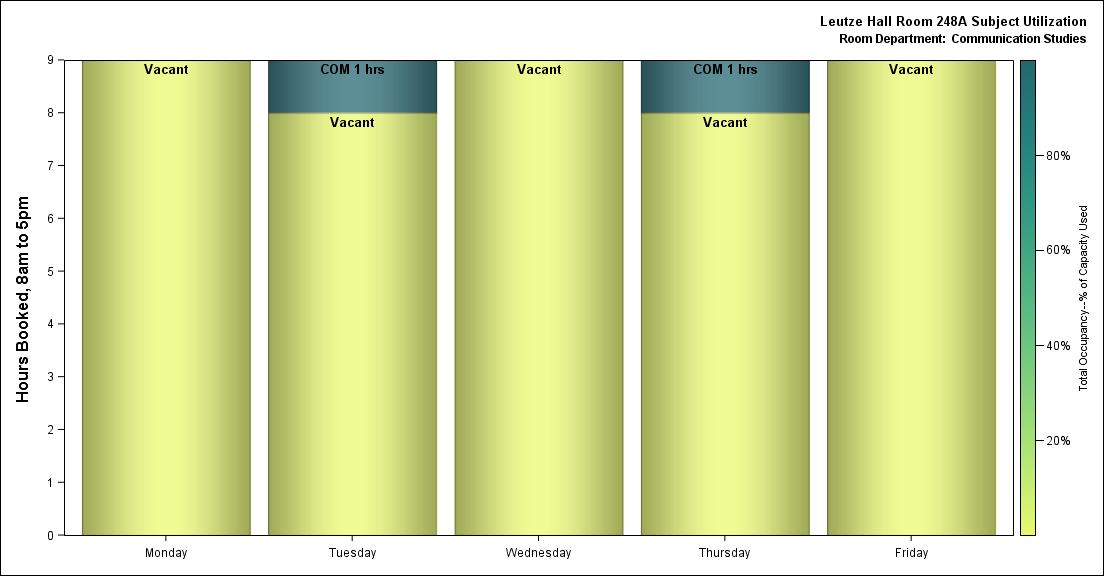 Leutze Hall Room 248A Subject Utilization
Room Department: Communication Studies
Hours Booked, 8am to 5pm
9
8
7
6
5
4
3
2
1
0
Vacant
COM 1 hrs
Vacant
Vacant
COM 1 hrs
Vacant
Vacant
Monday
Tuesday
Wednesday
Thursday
Friday
80%
60%
40%
20%
Total Occupancy--% of Capacity Used